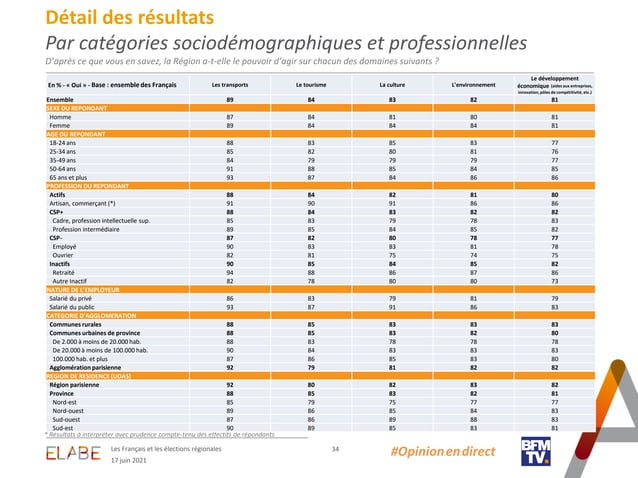 Détail des résultats
Par catégories sociodémographiques et professionnelles
D'après ce que vous en savez, la Région a-t-elle le pouvoir d'agir sur chacun des domaines suivants ?
En % - « Oui » - Base : ensemble des Français Les transports Le tourisme La culture L'environnement Le développement économique (aides aux entreprises, innovation, pôles de compétitivité, etc.)
Ensemble 89 84 83 82 81
SEXE DU REPONDANT
Homme 87 84 81 80 81
Femme 89 84 84 84 81
AGE DU REPONDANT
18-24 ans 88 83 85 83 77
25-34 ans 85 82 80 81 76
35-49 ans 84 79 79 79 77
50-64 ans 91 88 85 84 85
65 ans et plus 93 87 84 86 86
PROFESSION DU REPONDANT
Actifs 88 84 82 81 80
Artisan, commerçant (*) 91 90 91 86 86
CSP+ 88 84 83 82 82
Cadre, profession intellectuelle sup. 85 83 79 78 83
Profession intermédiaire 89 85 84 85 82
CSP- 87 82 80 78 77
Employé 90 83 83 81 78
Ouvrier 82 81 75 74 75
Inactifs 90 85 84 85 82
Retraité 94 88 86 87 86
Autre inactif 82 78 80 80 73
NATURE DE L'EMPLOYEUR
Salarié du privé 86 83 79 81 79
Salarié du public 93 87 91 86 83
CATEGORIE D'AGGLOMERATION
Communes rurales 88 85 83 83 83
Communes urbaines de province 88 85 83 82 80
De 2.000 à moins de 20.000 hab. 88 83 78 78 78
De 20.000 à moins de 100.000 hab. 90 84 83 83 83
100.000 hab. et plus 87 86 85 83 80
Agglomération parisienne 92 79 81 82 82
REGION DE RESIDENCE (UDA5)
Région parisienne 92 80 82 83 82
Province 88 85 83 82 81
Nord-est 85 79 75 77 77
Nord-ouest 89 86 85 84 83
Sud-ouest 87 86 89 88 83
Sud-est 90 89 85 83 81
* Résultats à interpréter avec prudence compte-tenu des effectifs de répondants
ELABE Les Français et les élections régionales 34 #Opinionendirect BFM TV.
17 juin 2021